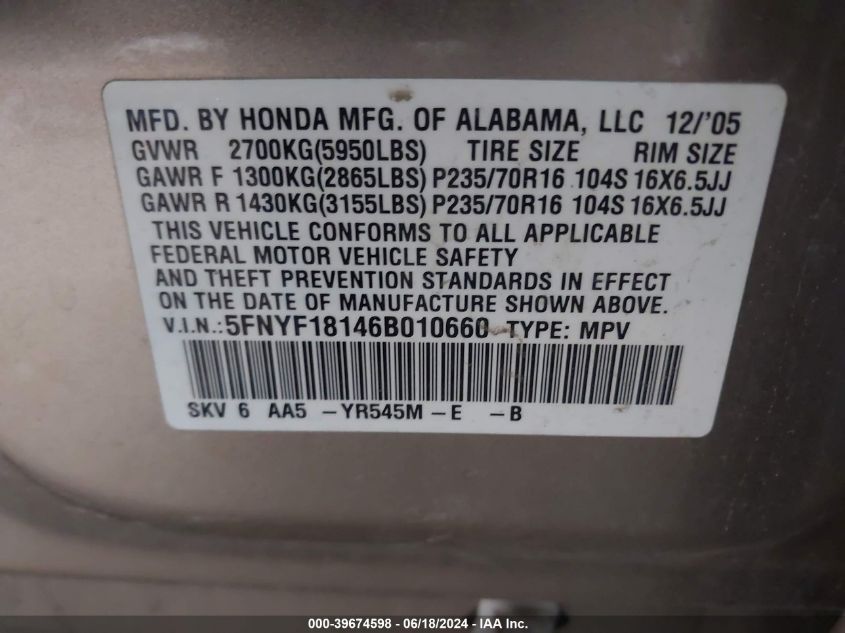 MFD. BY HONDA MFG. OF ALABAMA, LLC 12/'05
GVWR 2700KG(5950LBS) TIRE SIZE RIM SIZE
GAWR F 1300KG(2865LBS) P235/70R16 104S 16X6.5JJ
GAWR R 1430KG(3155LBS) P235/70R16 104S 16X6.5JJ
THIS VEHICLE CONFORMS TO ALL APPLICABLE
FEDERAL MOTOR VEHICLE SAFETY
AND THEFT PREVENTION STANDARDS IN EFFECT
ON THE DATE OF MANUFACTURE SHOWN ABOVE.
V.I.N.:5FNYF18146B010660 TYPE: MPV
SKV 6 AA5 -YR545M -E -B
000-39674598 - 06/18/2024 - IAA Inc.